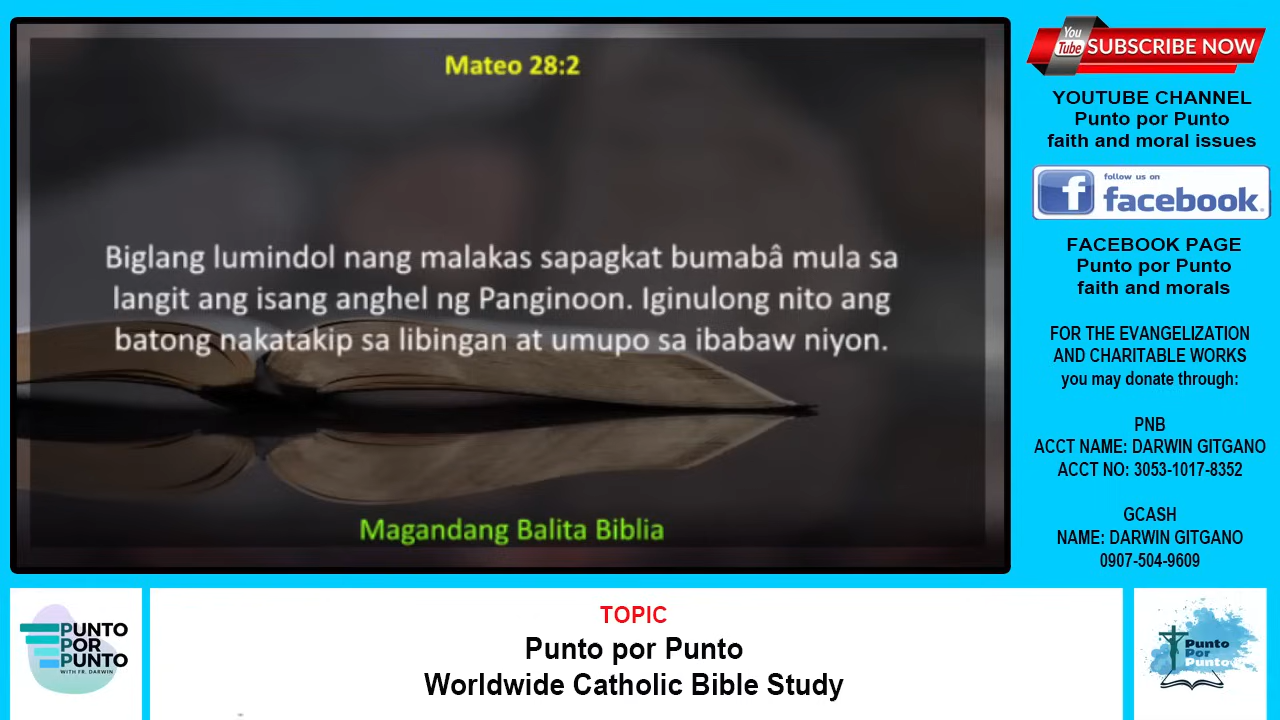 Mateo 28:2
Biglang lumindol nang malakas sapagkat bumabâ mula sa
langit ang isang anghel ng Panginoon. Iginulong nito ang
batong nakatakip sa libingan at umupo sa ibabaw niyon.
Magandang Balita Biblia
You
Tube
SUBSCRIBE NOW
YOUTUBE CHANNEL
Punto por Punto
faith and moral issues
follow us on
facebook.
FACEBOOK PAGE
Punto por Punto
faith and morals
FOR THE EVANGELIZATION
AND CHARITABLE WORKS
you may donate through:
PNB
ACCT NAME: DARWIN GITGANO
ACCT NO: 3053-1017-8352
GCASH
NAME: DARWIN GITGANO
0907-504-9609
PUNTO
POR
PUNTO
WITH FR. DARWIN
TOPIC
Punto por Punto
Worldwide Catholic Bible Study
Punto
Por
Punto